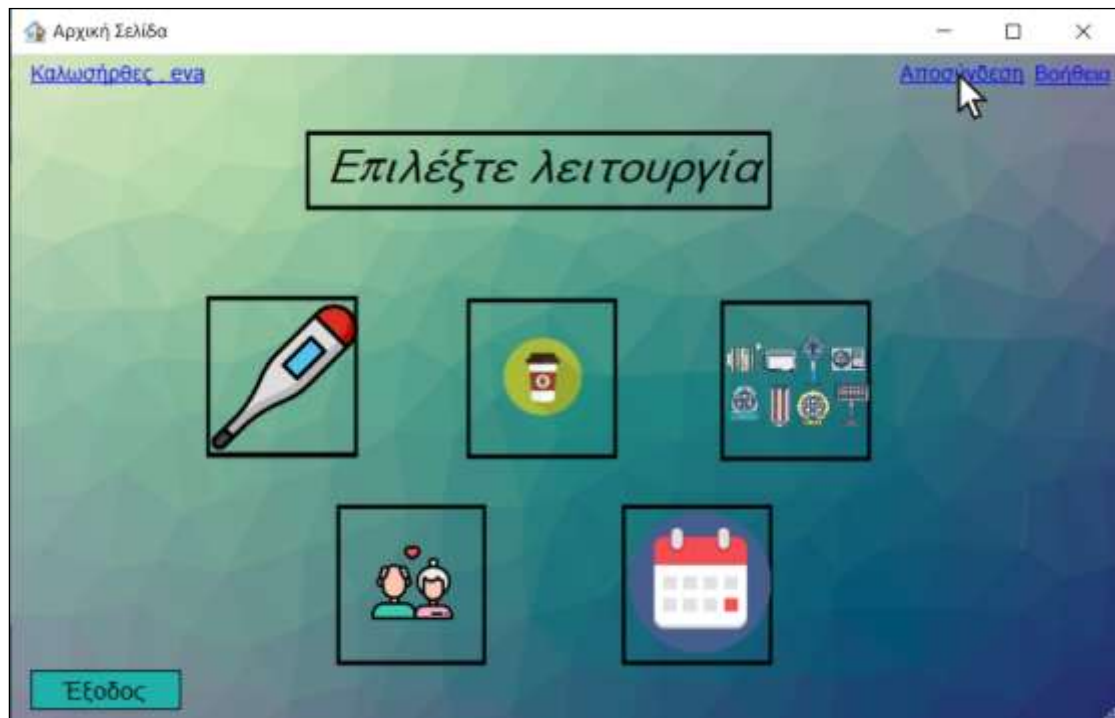 Αρχική Σελίδα
Καλωσήρθες , eva
Αποσύνδεση Βοήθεια
Επιλέξτε λειτουργία
Έξοδος